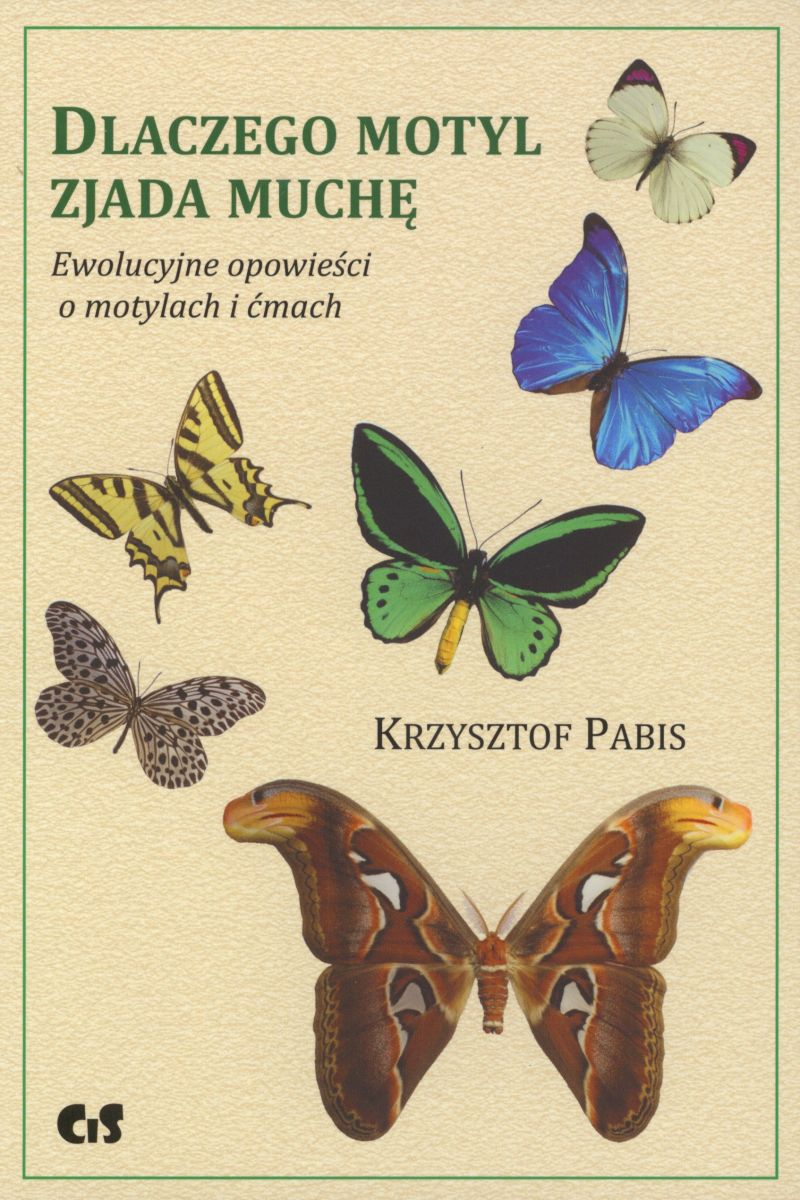 DLACZEGO MOTYL
ZJADA MUCHĘ
Ewolucyjne opowieści
o motylach i ćmach
KRZYSZTOF PABIS
CiS